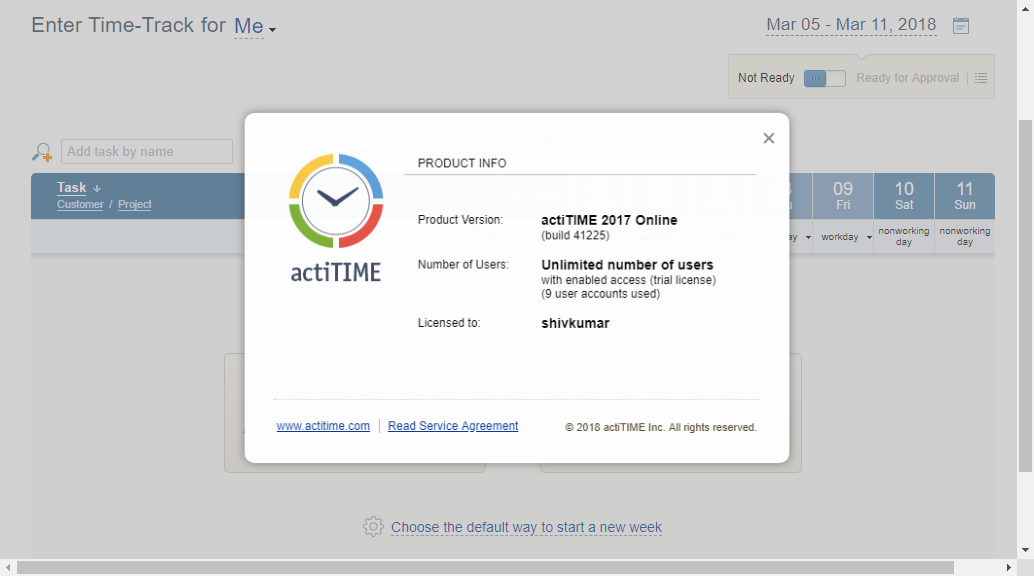 Enter Time-Track for Me
Mar 05 - Mar 11, 2018
Not Ready
Ready for Approval
Add task by name
Task
Customer / Project
09
Fri
10
Sat
11
Sun
workday
nonworking
day
nonworking
day
actiTIME
PRODUCT INFO
Product Version:
actiTIME 2017 Online
(build 41225)
Number of Users:
Unlimited number of users
with enabled access (trial license)
(9 user accounts used)
Licensed to:
shivkumar
www.actitime.com
Read Service Agreement
© 2018 actiTIME Inc. All rights reserved.
Choose the default way to start a new week